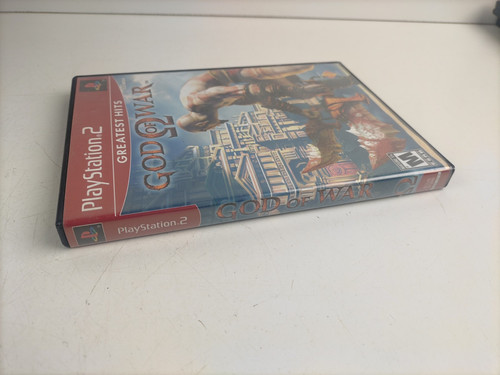 PlayStation.2
GREATEST HITS
GOD OF WAR
M
PlayStation.2
GOD OF WAR